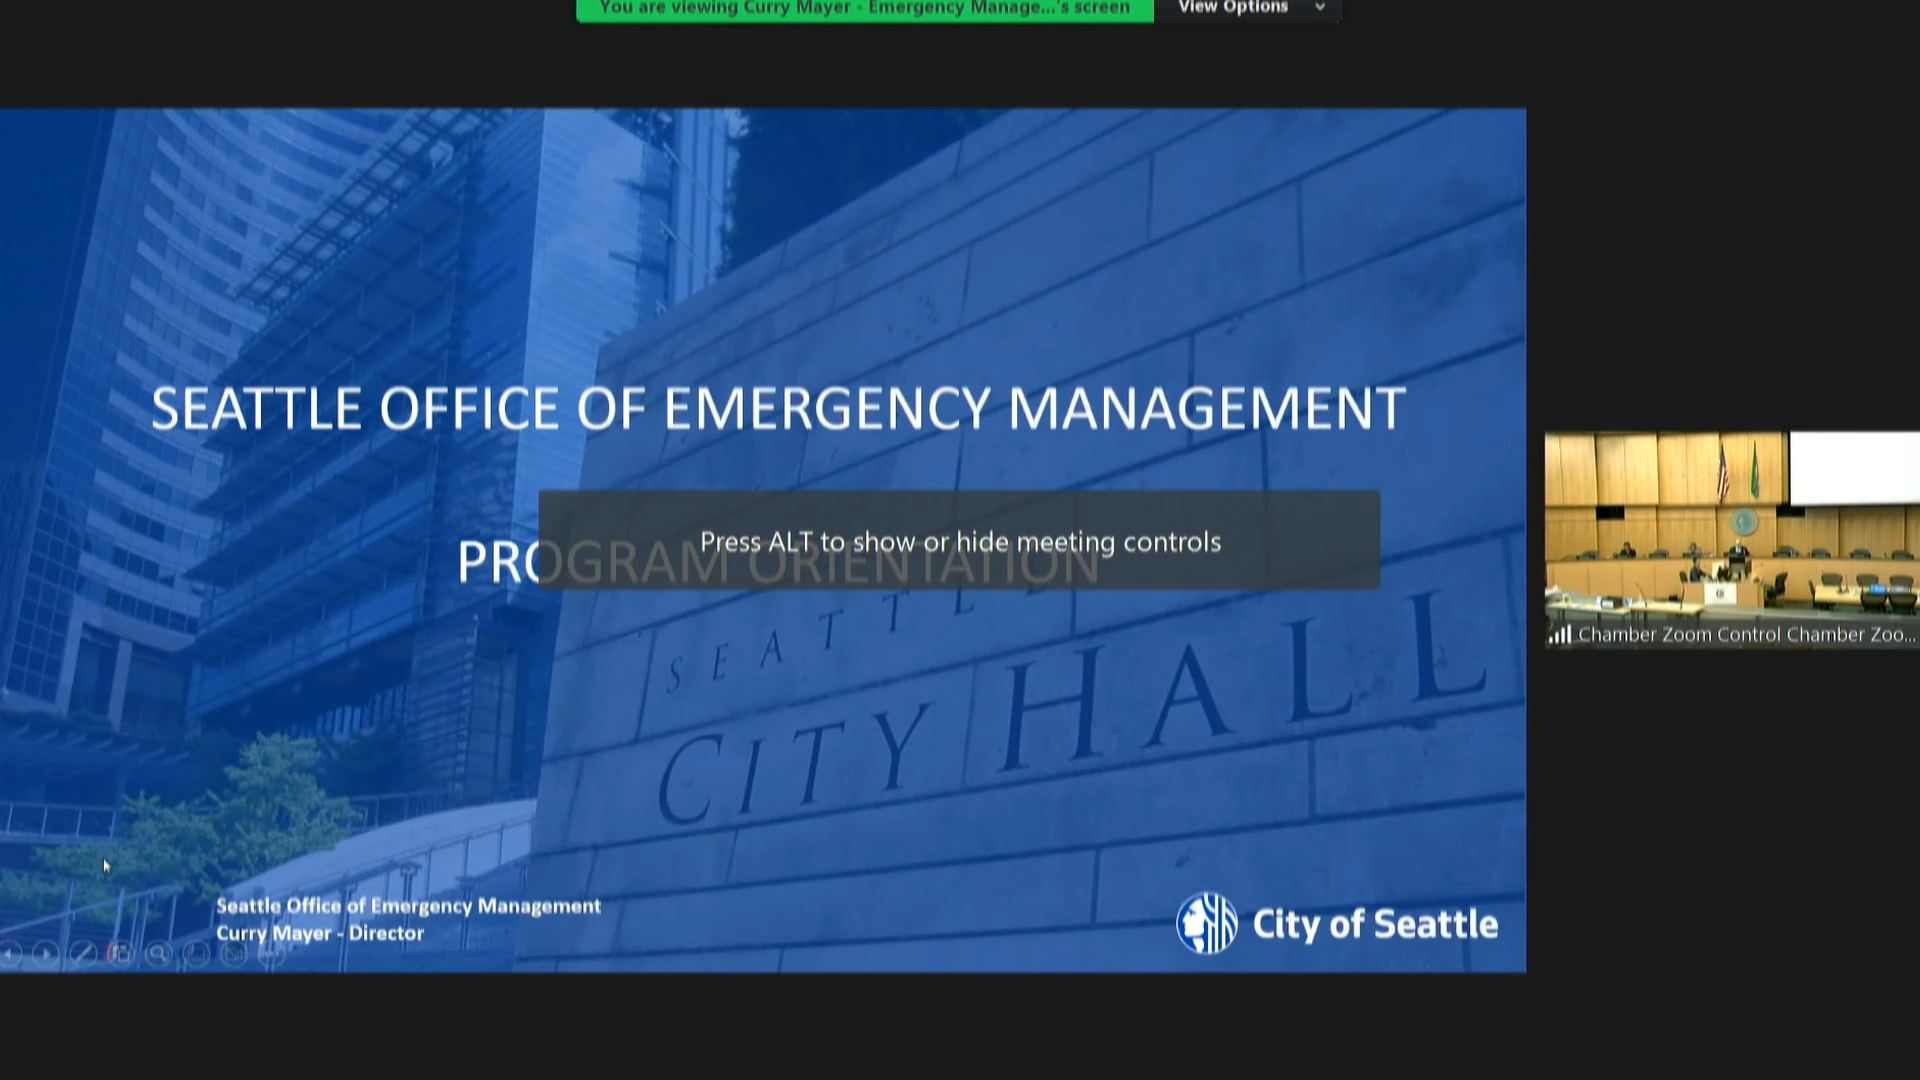 You are viewing Curry Mayer - Emergency Manage...'s screen
View Options
SEATTLE OFFICE OF EMERGENCY MANAGEMENT
PROGRAM ORIENTATION
Press ALT to show or hide meeting controls
SEATTLE
CITY HALL
Chamber Zoom Control Chamber Zoo...
Seattle Office of Emergency Management
Curry Mayer - Director
City of Seattle